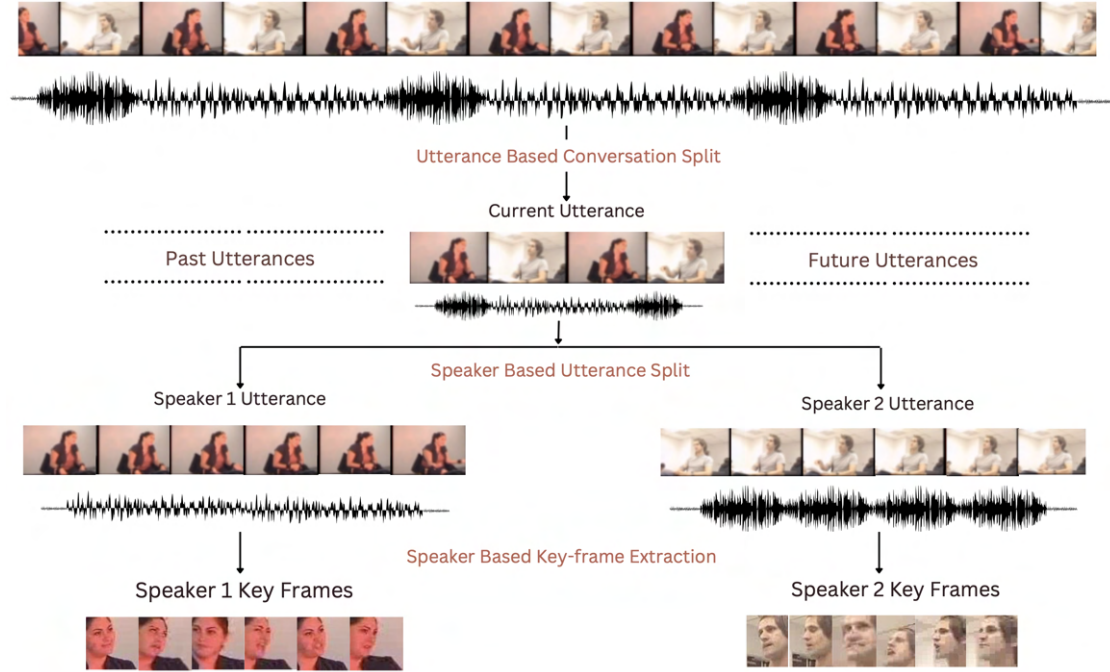 Utterance Based Conversation Split
Current Utterance
Past Utterances
Future Utterances
Speaker Based Utterance Split
Speaker 1 Utterance
Speaker 2 Utterance
Speaker Based Key-frame Extraction
Speaker 1 Key Frames
Speaker 2 Key Frames